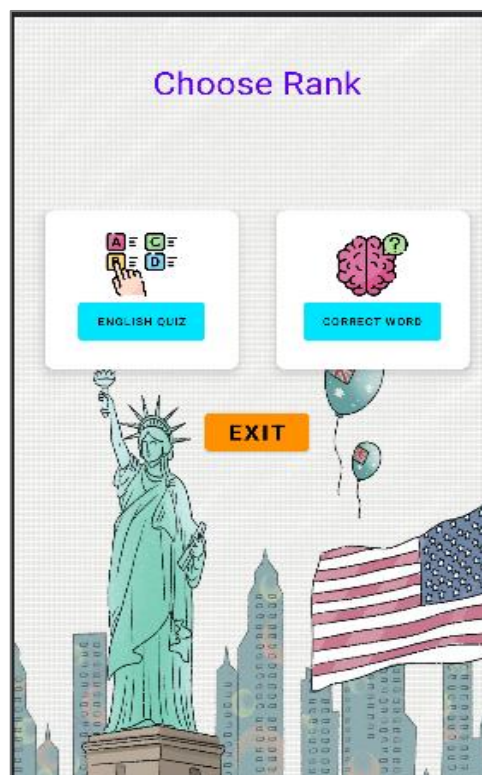 Choose Rank
A C
B D
?
ENGLISH QUIZ
CORRECT WORD
EXIT